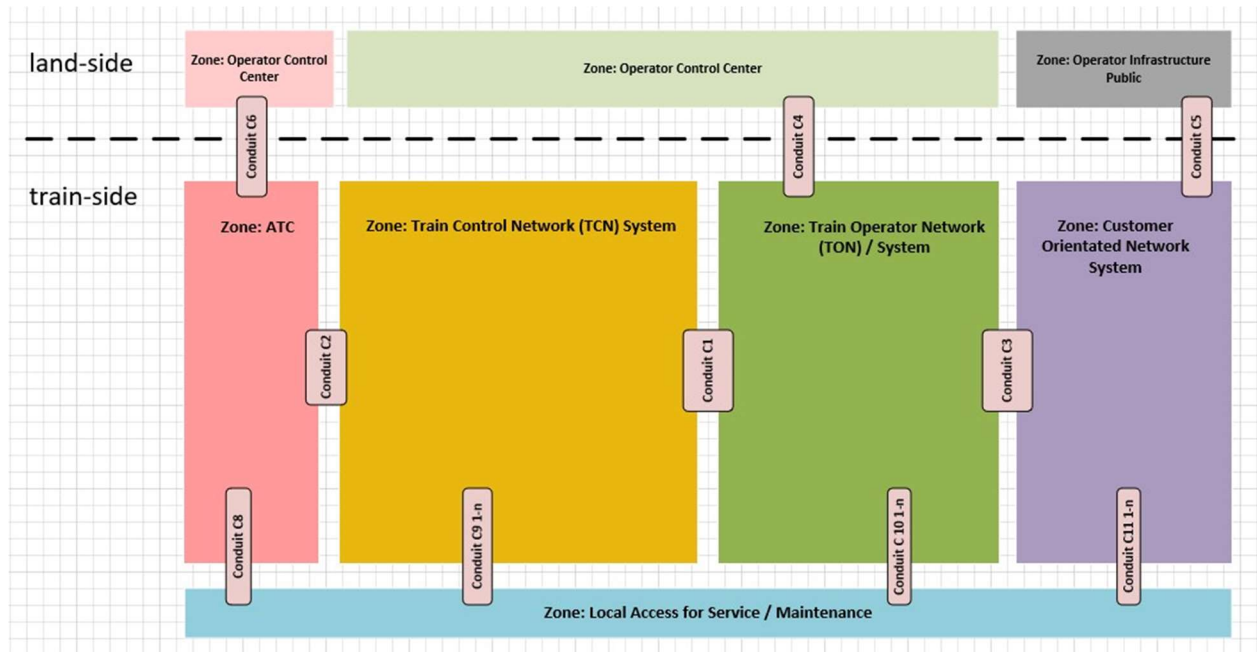 land-side
Zone: Operator Control
Center
Zone: Operator Control Center
Zone: Operator Infrastructure
Public
Conduit C6
Conduit C4
Conduit C5
train-side
Zone: ATC
Zone: Train Control Network (TCN) System
Zone: Train Operator Network
(TON) / System
Zone: Customer
Orientated Network
System
Conduit C2
Conduit C1
Conduit C3
Conduit C8
Conduit C9 1-n
Conduit C 10 1-n
Conduit C11 1-n
Zone: Local Access for Service / Maintenance